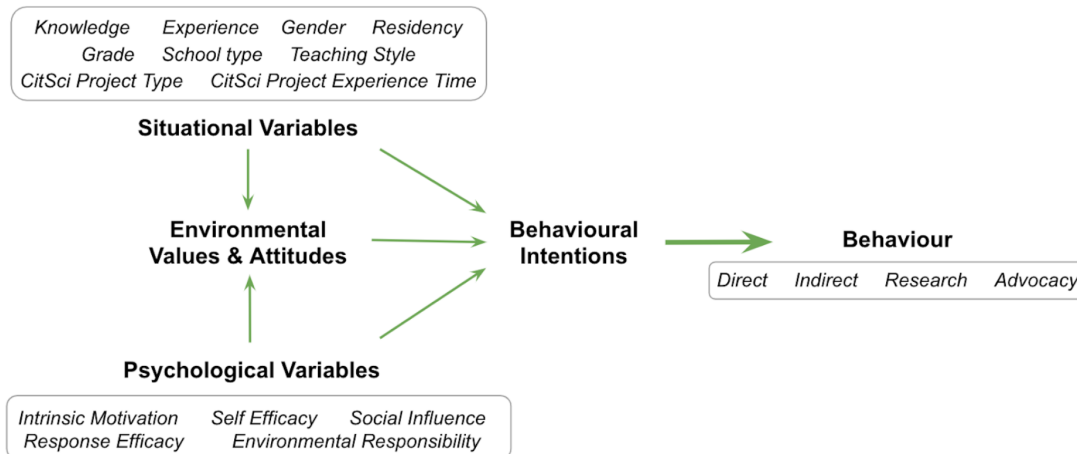 Knowledge Experience Gender Residency
Grade School type Teaching Style
CitSci Project Type CitSci Project Experience Time
Situational Variables
Environmental
Values & Attitudes
Behavioural
Intentions
Behaviour
Direct Indirect Research Advocacy
Psychological Variables
Intrinsic Motivation Self Efficacy Social Influence
Response Efficacy Environmental Responsibility